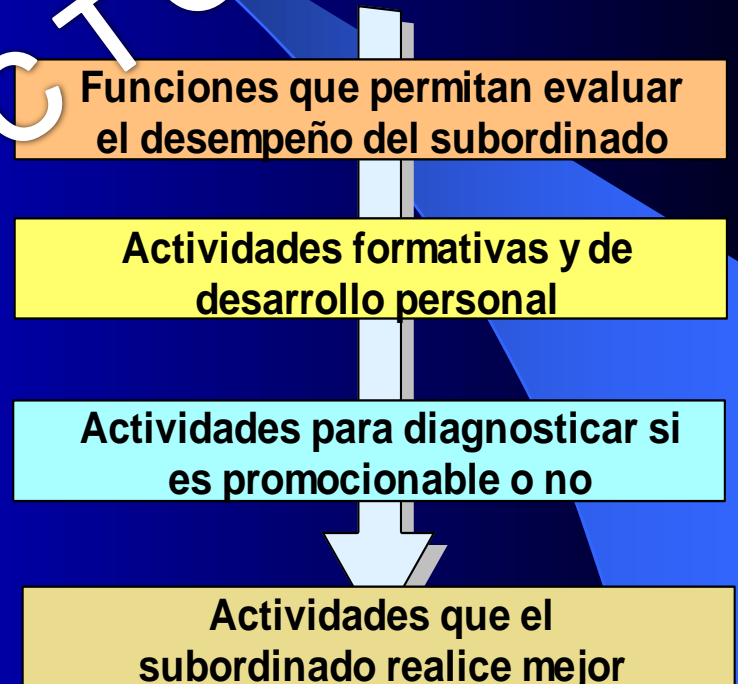 C T
Funciones que permitan evaluar
el desempeño del subordinado
Actividades formativas y de
desarrollo personal
Actividades para diagnosticar si
es promocionable o no
Actividades que el
subordinado realice mejor